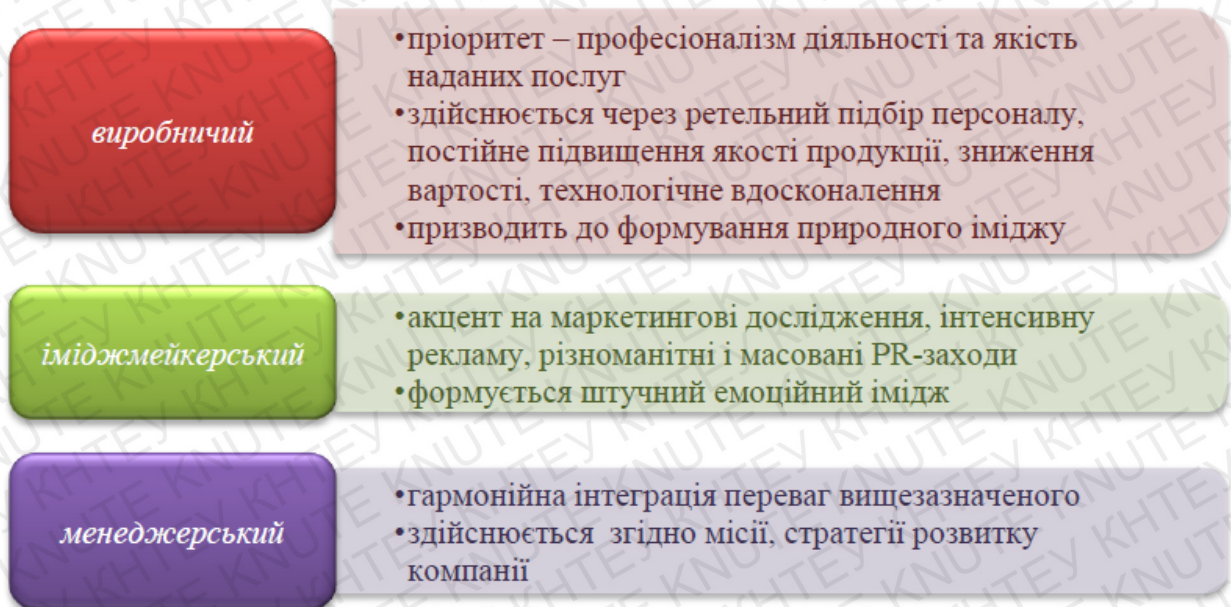 виробничий
•пріоритет – професіоналізм діяльності та якість
наданих послуг
•здійснюється через ретельний підбір персоналу,
постійне підвищення якості продукції, зниження
вартості, технологічне вдосконалення
•призводить до формування природного іміджу
іміджмейкерський
•акцент на маркетингові дослідження, інтенсивну
рекламу, різноманітні і масовані PR-заходи
•формується штучний емоційний імідж
менеджерський
•гармонійна інтеграція переваг вищезазначеного
•здійснюється згідно місії, стратегії розвитку
компанії